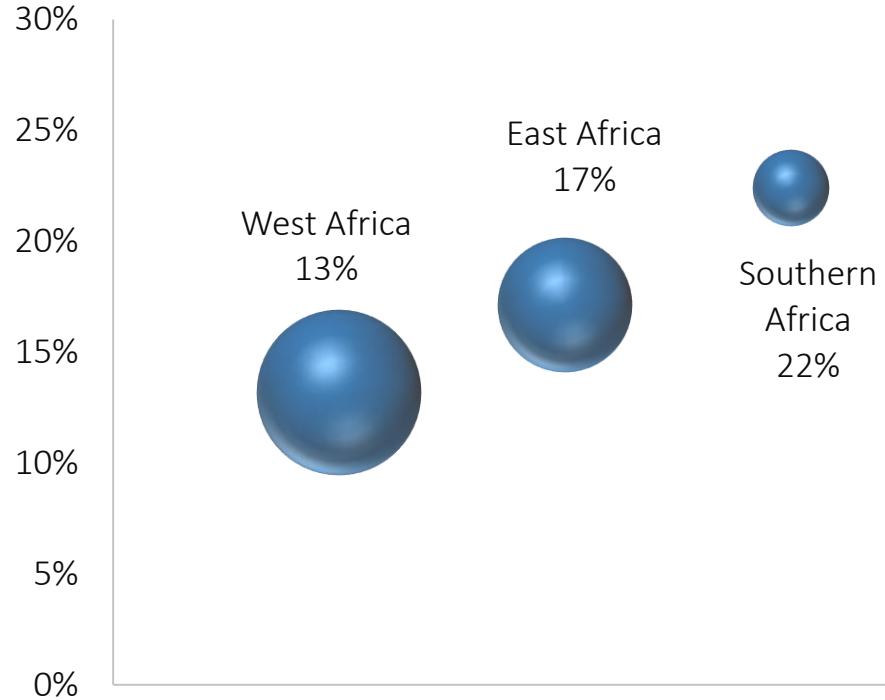 30%
25%
20%
15%
10%
5%
0%
West Africa
13%
East Africa
17%
Southern
Africa
22%